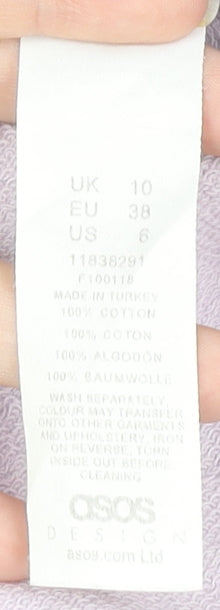 UK 10
EU 38
US 6
11838291
F100118
MADE IN TURKEY
100% COTTON
100% COTON
100% ALGODÓN
100% BAUMWOLLE
WASH SEPARATELY
COLOUR MAY TRANSFER
ONTO OTHER GARMENTS
AND UPHOLSTERY, IRON
ON REVERSE, TURN
INSIDE OUT BEFORE
CLEANING
asos
DESIGN
asos.com Ltd